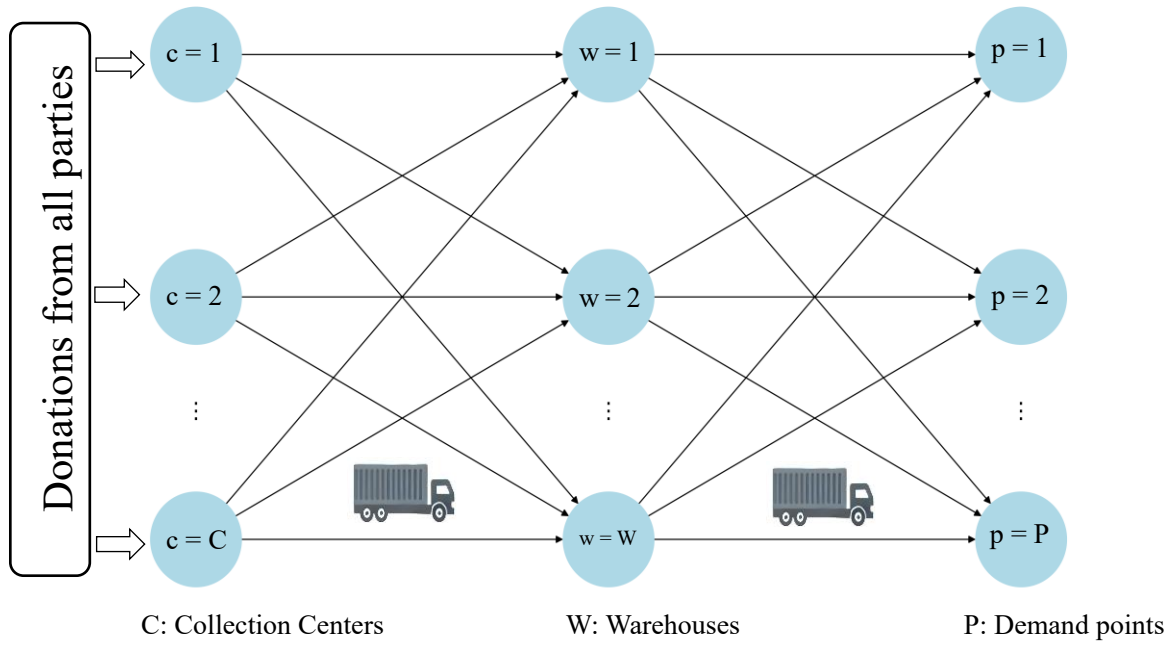 Donations from all parties
c = 1
w = 1
p = 1
c = 2
w = 2
p = 2
⋮
⋮
⋮
c = C
w = W
p = P
C: Collection Centers
W: Warehouses
P: Demand points